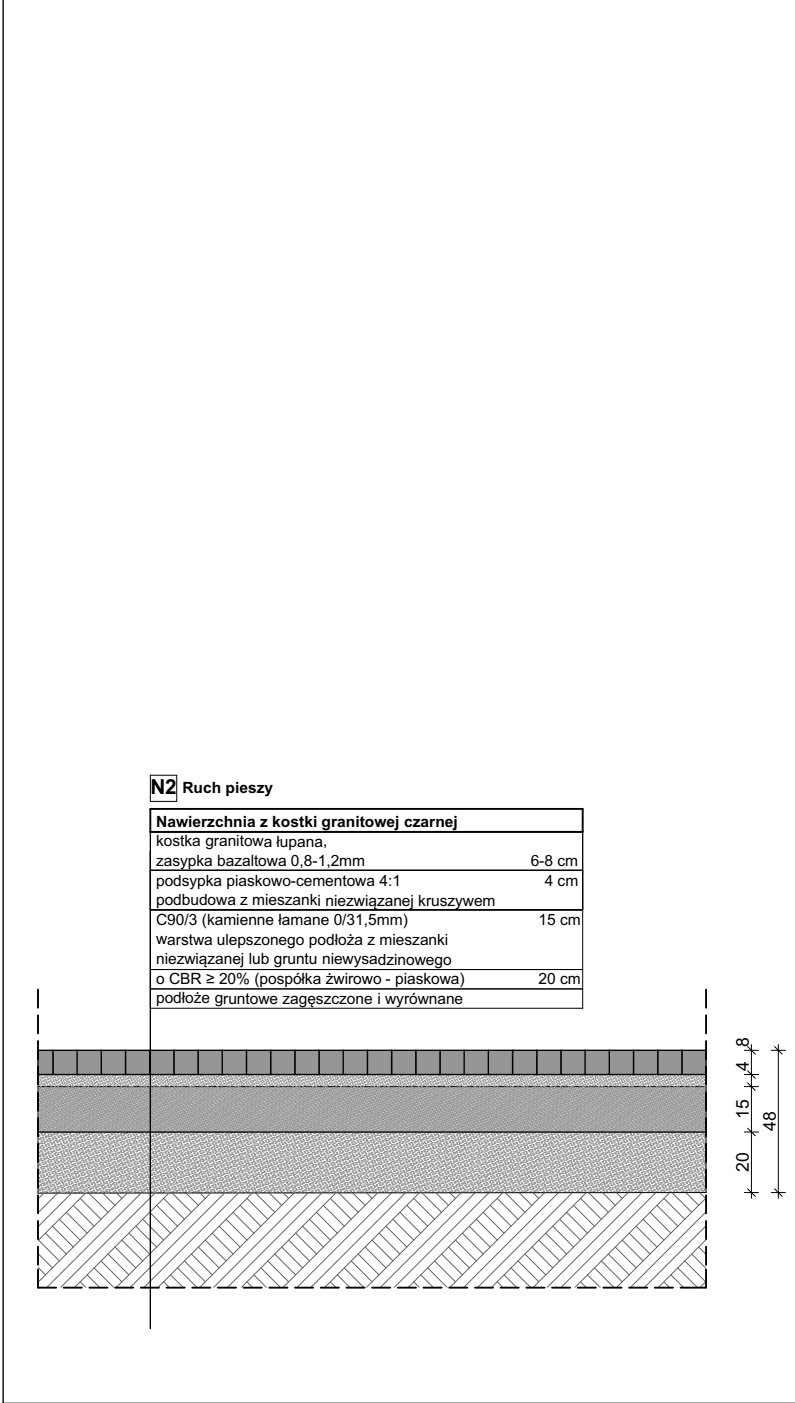 N2 Ruch pieszy
Nawierzchnia z kostki granitowej czarnej
kostka granitowa łupana,
zasypka bazaltowa 0,8-1,2mm 6-8 cm
podsypka piaskowo-cementowa 4:1 4 cm
podbudowa z mieszanki niezwiązanej kruszywem
C90/3 (kamienne łamane 0/31,5mm) 15 cm
warstwa ulepszonego podłoża z mieszanki
niezwiązanej lub gruntu niewysadzinowego
o CBR ≥ 20% (pospółka żwirowo - piaskowa) 20 cm
podłoże gruntowe zagęszczone i wyrównane
8
4
15
48
20